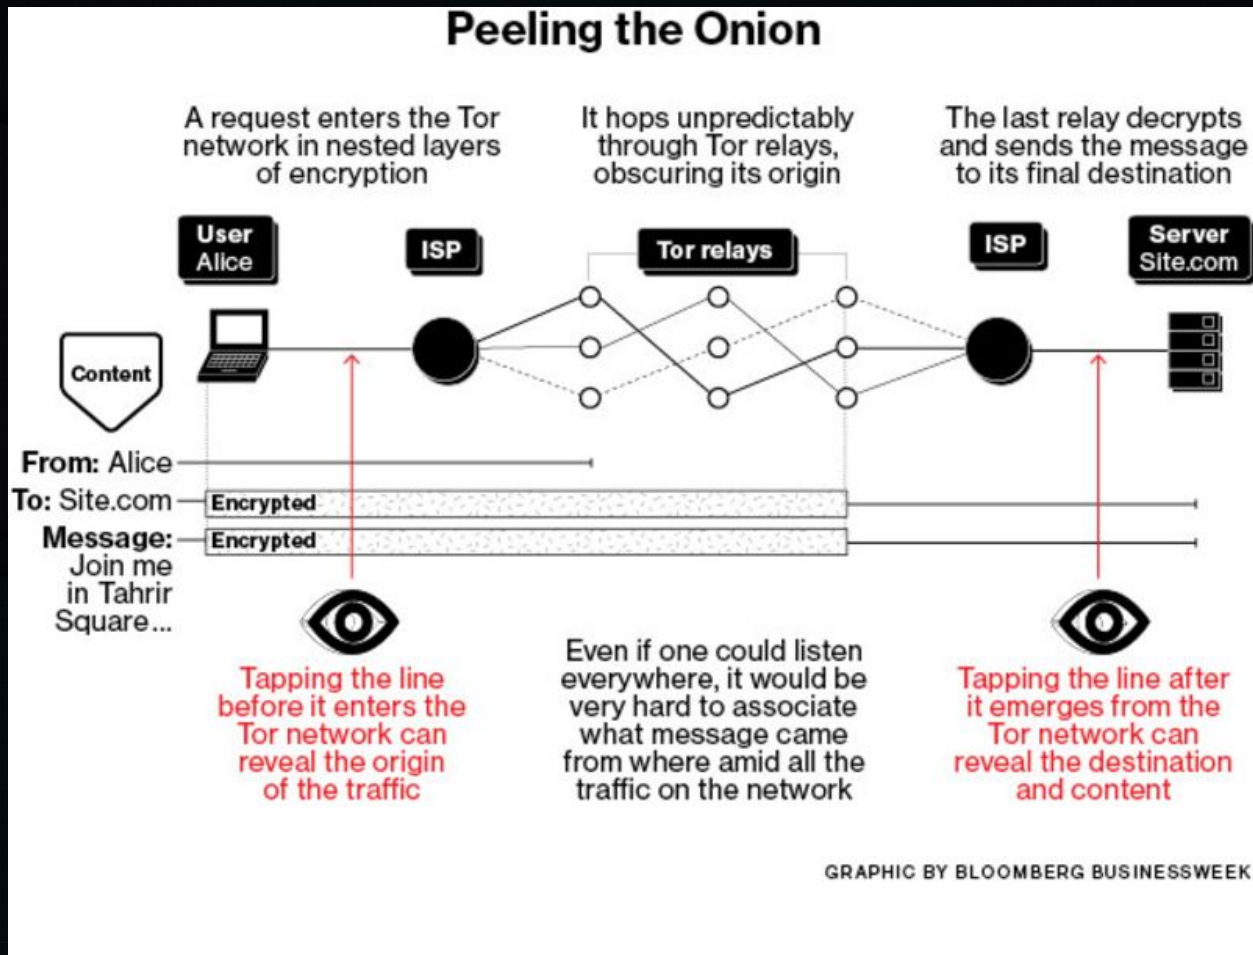 Peeling the Onion
A request enters the Tor
network in nested layers
of encryption
It hops unpredictably
through Tor relays,
obscuring its origin
The last relay decrypts
and sends the message
to its final destination
User
Alice
ISP
Tor relays
ISP
Server
Site.com
Content
From: Alice
To: Site.com
Encrypted
Message:
Join me
in Tahrir
Square...
Encrypted
Tapping the line
before it enters the
Tor network can
reveal the origin
of the traffic
Even if one could listen
everywhere, it would be
very hard to associate
what message came
from where amid all the
traffic on the network
Tapping the line after
it emerges from the
Tor network can
reveal the destination
and content
GRAPHIC BY BLOOMBERG BUSINESSWEEK